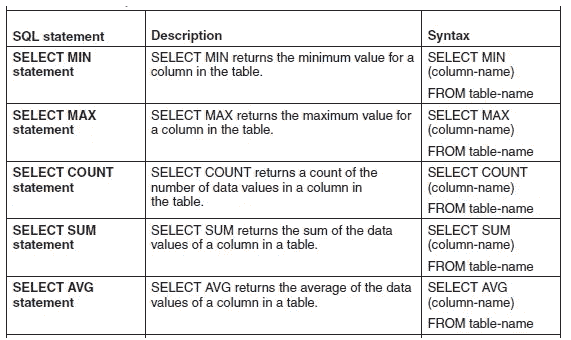 SQL statement Description Syntax
SELECT MIN
statement
SELECT MIN returns the minimum value for a
column in the table.
SELECT MIN
(column-name)
FROM table-name
SELECT MAX
statement
SELECT MAX returns the maximum value for
a column in the table.
SELECT MAX
(column-name)
FROM table-name
SELECT COUNT
statement
SELECT COUNT returns a count of the
number of data values in a column in
the table.
SELECT COUNT
(column-name)
FROM table-name
SELECT SUM
statement
SELECT SUM returns the sum of the data
values of a column in a table.
SELECT SUM
(column-name)
FROM table-name
SELECT AVG
statement
SELECT AVG returns the average of the data
values of a column in a table.
SELECT AVG
(column-name)
FROM table-name